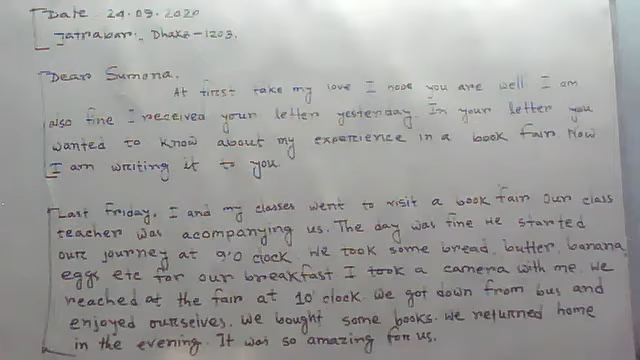 Date 24.09.2020
Jatrabari, Dhaka-1203.
Dear Sumona,
At first take my love I hope you are well I am
also fine I received your letter yesterday. In your letter you
wanted to know about my experience in a book fair Now
I am writing it to you.
Last Friday, I and my classes went to visit a book fair our class
teacher was acompanying us. The day was fine We started
our journey at 9'0 clock. We took some bread, butter, banana,
eggs etc for our breakfast I took a camera with me. We
reached at the fair at 10 clock. We got down from bus and
enjoyed ourselves. We bought some books. We returned home
in the evening. It was so amazing for us.